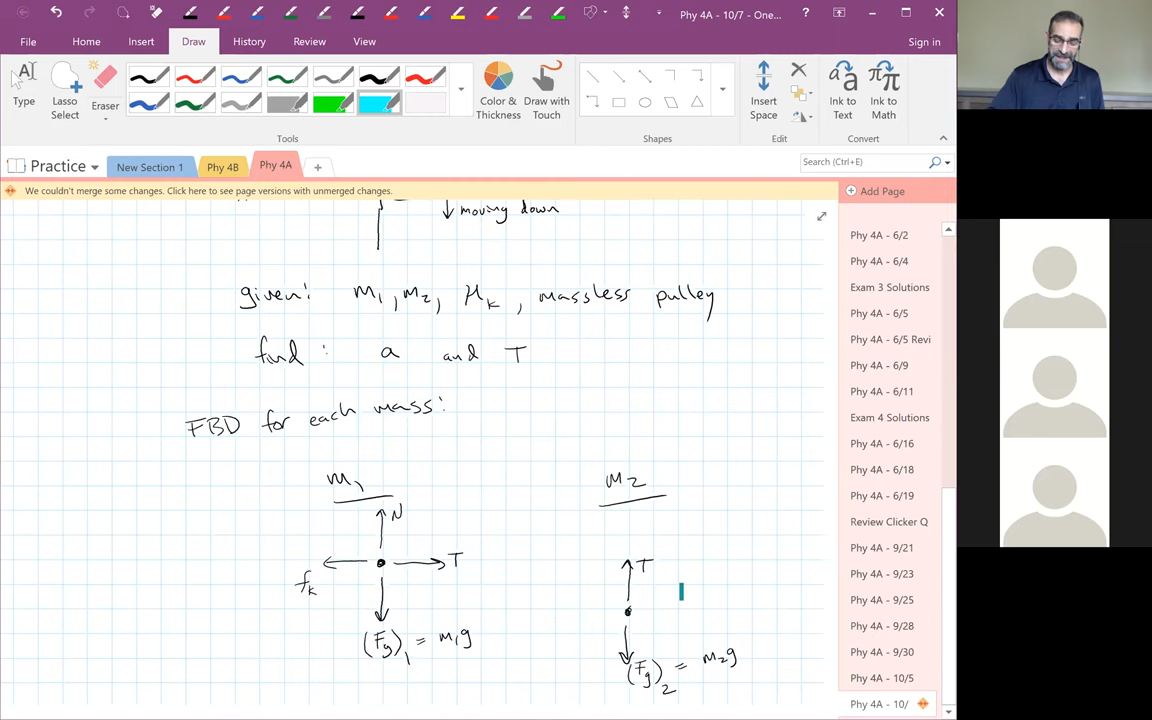 Phy 4A - 10/7 - One...
File Home Insert Draw History Review View Sign in
Type
Lasso Select
Eraser
Color & Thickness
Draw with Touch
Insert Space
Ink to Text
Ink to Math
Tools Shapes Edit Convert
Practice New Section 1 Phy 4B Phy 4A Search (Ctrl+E)
We couldn't merge some changes. Click here to see page versions with unmerged changes.
Add Page
↓ moving down
given: m₁, m₂, μₖ, massless pulley
find: a and T
FBD for each mass:
m₁ m₂
N
T
fₖ
T
(Fg)₁ = m₁g
(Fg)₂ = m₂g
Phy 4A - 6/2
Phy 4A - 6/4
Exam 3 Solutions
Phy 4A - 6/5
Phy 4A - 6/5 Revi
Phy 4A - 6/9
Phy 4A - 6/11
Exam 4 Solutions
Phy 4A - 6/16
Phy 4A - 6/18
Phy 4A - 6/19
Review Clicker Q
Phy 4A - 9/21
Phy 4A - 9/23
Phy 4A - 9/25
Phy 4A - 9/28
Phy 4A - 9/30
Phy 4A - 10/5
Phy 4A - 10/